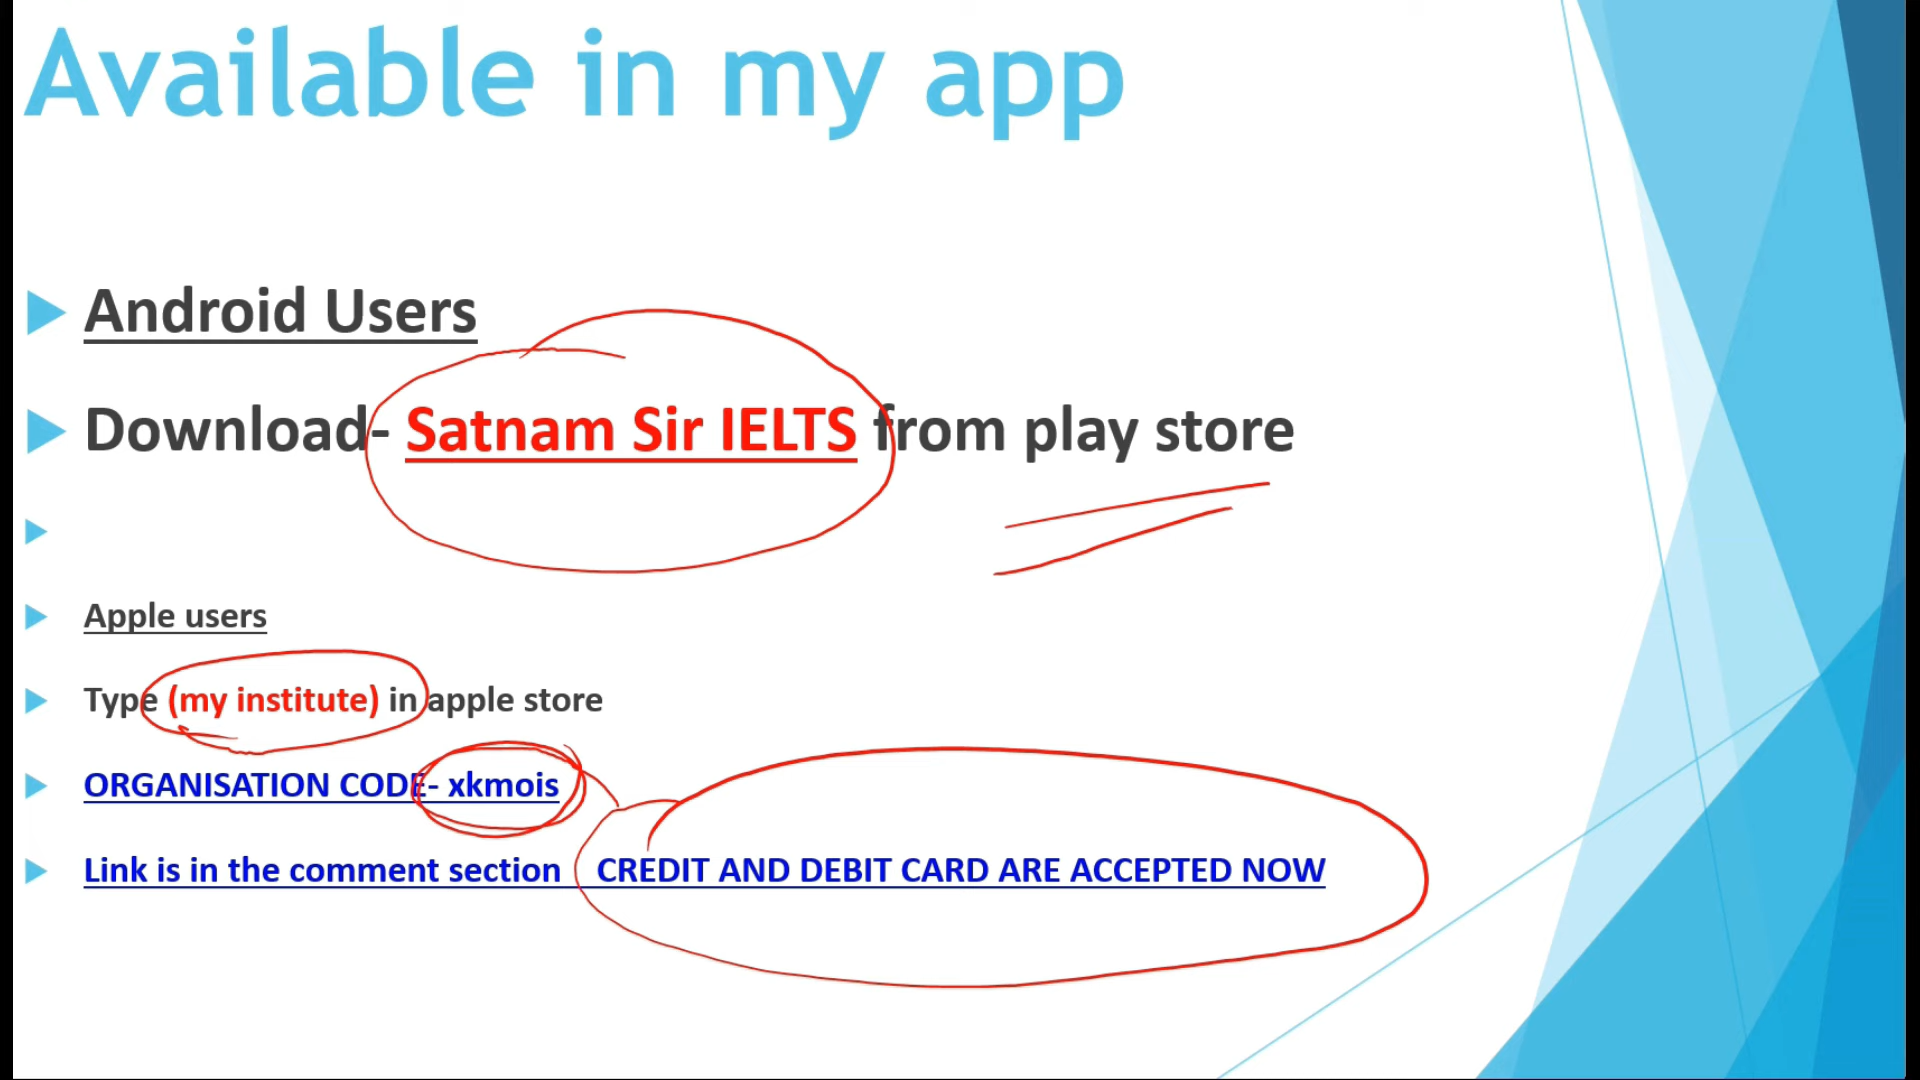 Available in my app
Android Users
Download- Satnam Sir IELTS from play store
Apple users
Type (my institute) in apple store
ORGANISATION CODE- xkmois
Link is in the comment section CREDIT AND DEBIT CARD ARE ACCEPTED NOW